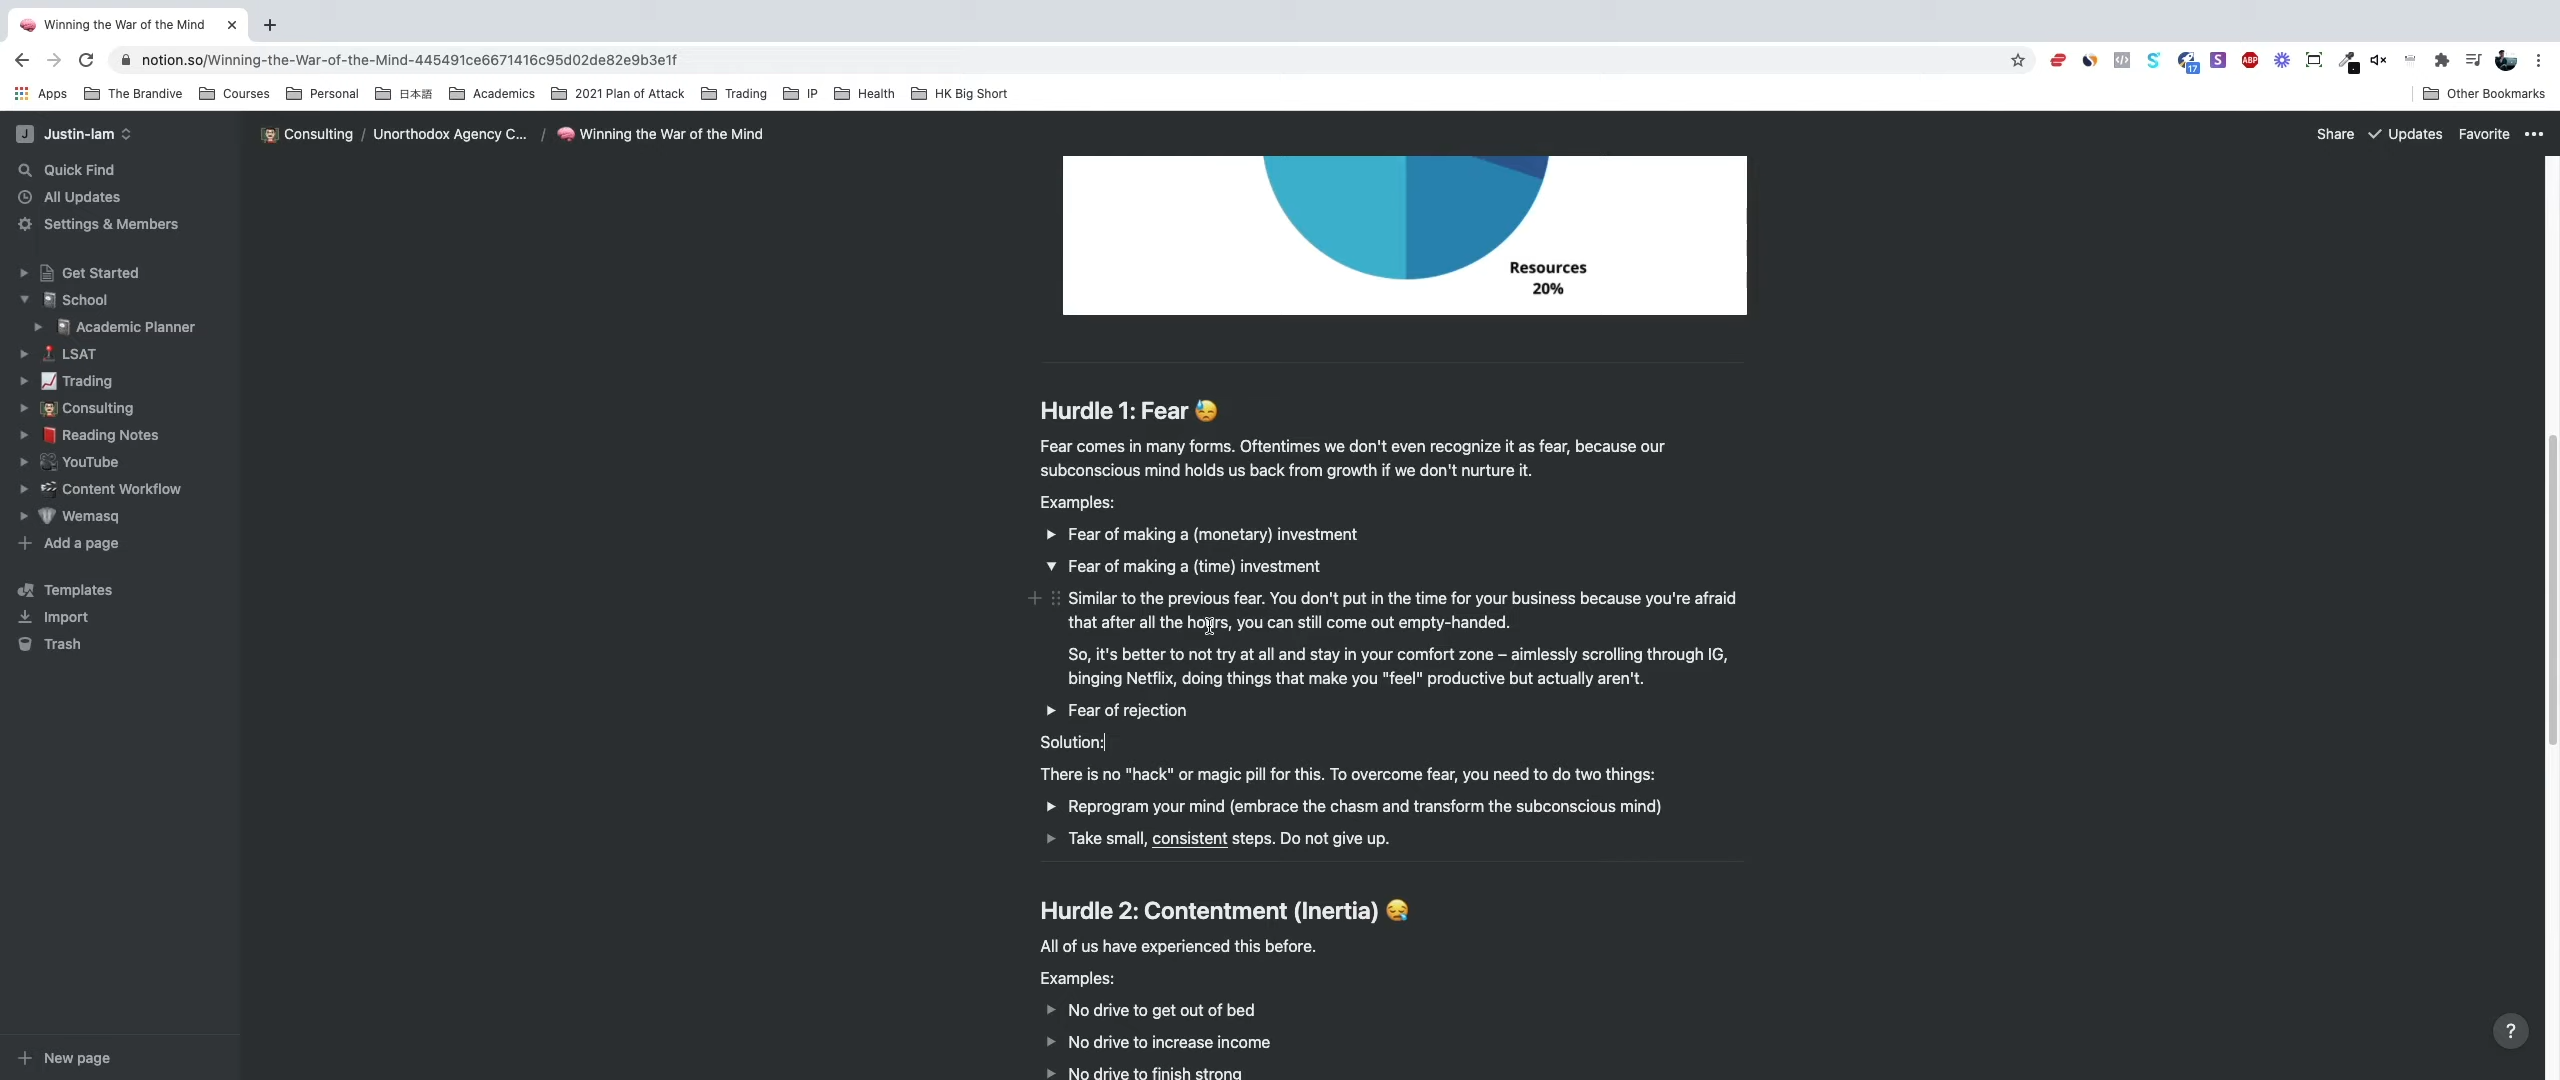 Winning the War of the Mind
notion.so/Winning-the-War-of-the-Mind-445491ce6671416c95d02de82e9b3e1f
17
ABP
Apps
The Brandive
Courses
Personal
日本語
Academics
2021 Plan of Attack
Trading
IP
Health
HK Big Short
Other Bookmarks
J Justin-lam
Consulting / Unorthodox Agency C... / Winning the War of the Mind
Share
Updates
Favorite
Quick Find
All Updates
Settings & Members
Get Started
School
Academic Planner
LSAT
Trading
Consulting
Reading Notes
YouTube
Content Workflow
Wemasq
Add a page
Templates
Import
Trash
New page
Resources
20%
Hurdle 1: Fear 😓
Fear comes in many forms. Oftentimes we don't even recognize it as fear, because our
subconscious mind holds us back from growth if we don't nurture it.
Examples:
Fear of making a (monetary) investment
Fear of making a (time) investment
Similar to the previous fear. You don't put in the time for your business because you're afraid
that after all the hours, you can still come out empty-handed.
So, it's better to not try at all and stay in your comfort zone – aimlessly scrolling through IG,
binging Netflix, doing things that make you "feel" productive but actually aren't.
Fear of rejection
Solution:
There is no "hack" or magic pill for this. To overcome fear, you need to do two things:
Reprogram your mind (embrace the chasm and transform the subconscious mind)
Take small, consistent steps. Do not give up.
Hurdle 2: Contentment (Inertia) 😪
All of us have experienced this before.
Examples:
No drive to get out of bed
No drive to increase income
No drive to finish strong
?